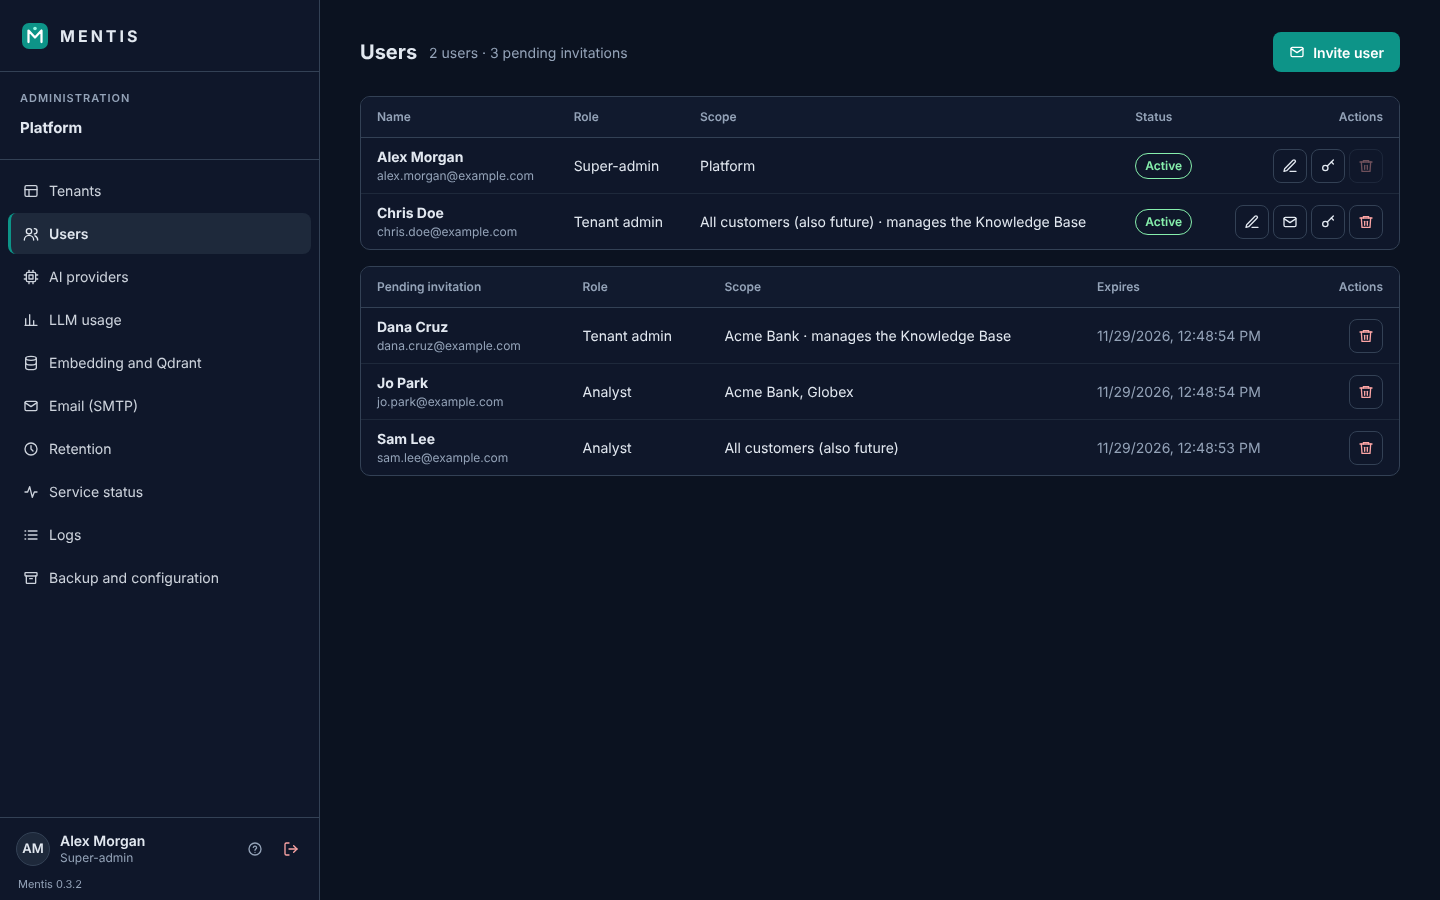 MENTIS
ADMINISTRATION
Platform
Tenants
Users
AI providers
LLM usage
Embedding and Qdrant
Email (SMTP)
Retention
Service status
Logs
Backup and configuration
AM
Alex Morgan
Super-admin
Mentis 0.3.2
Users 2 users · 3 pending invitations
Invite user
Name Role Scope Status Actions
Alex Morgan
alex.morgan@example.com
Super-admin Platform Active
Chris Doe
chris.doe@example.com
Tenant admin All customers (also future) · manages the Knowledge Base Active
Pending invitation Role Scope Expires Actions
Dana Cruz
dana.cruz@example.com
Tenant admin Acme Bank · manages the Knowledge Base 11/29/2026, 12:48:54 PM
Jo Park
jo.park@example.com
Analyst Acme Bank, Globex 11/29/2026, 12:48:54 PM
Sam Lee
sam.lee@example.com
Analyst All customers (also future) 11/29/2026, 12:48:53 PM